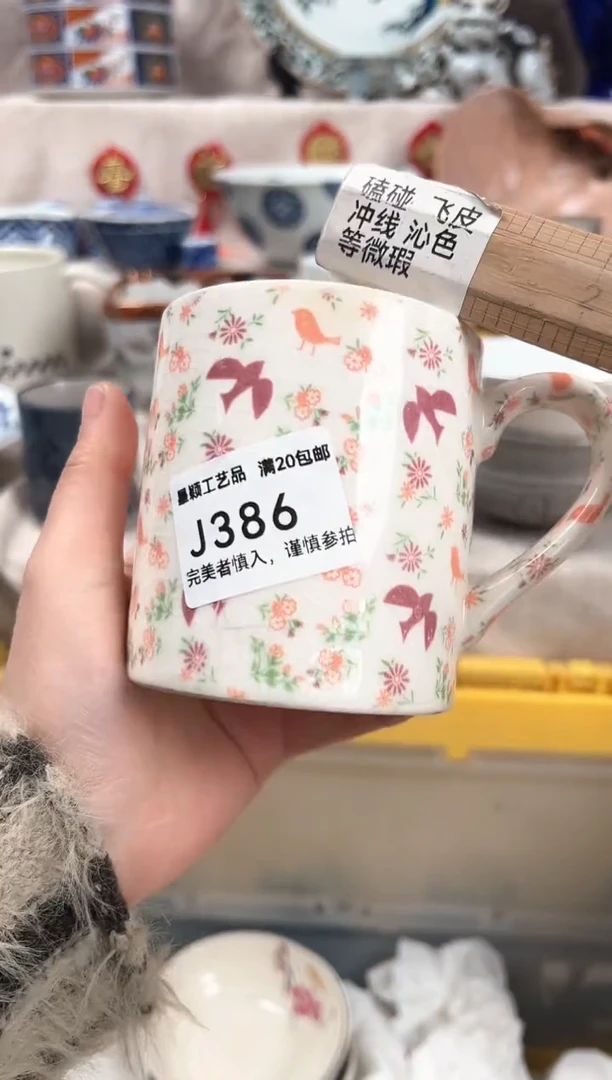 磕碰 飞皮
冲线 沁色
等微瑕
墨颖工艺品 满20包邮
J386
完美者慎入，谨慎参拍